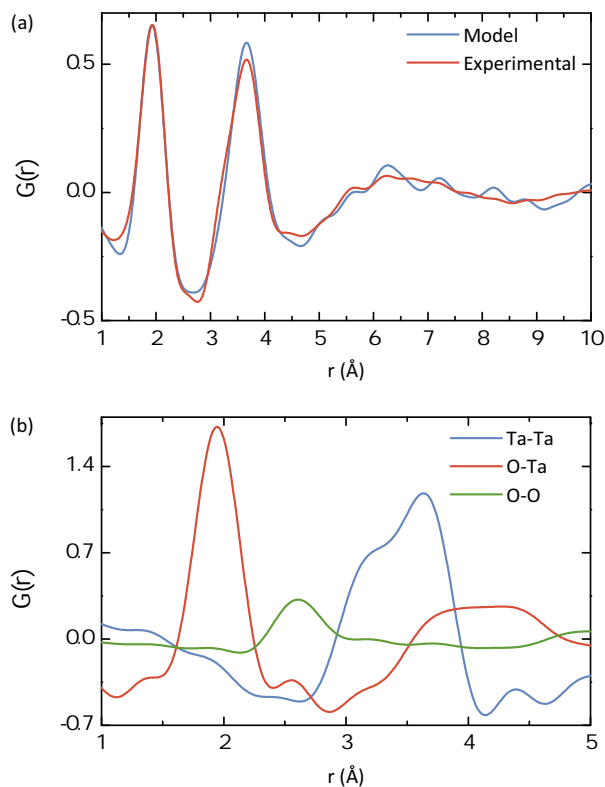 (a)
Model
Experimental
0.5
0.0
-0.5
G(r)
1 2 3 4 5 6 7 8 9 10
r (Å)
(b)
Ta-Ta
O-Ta
O-O
1.4
0.7
0.0
-0.7
G(r)
1 2 3 4 5
r (Å)